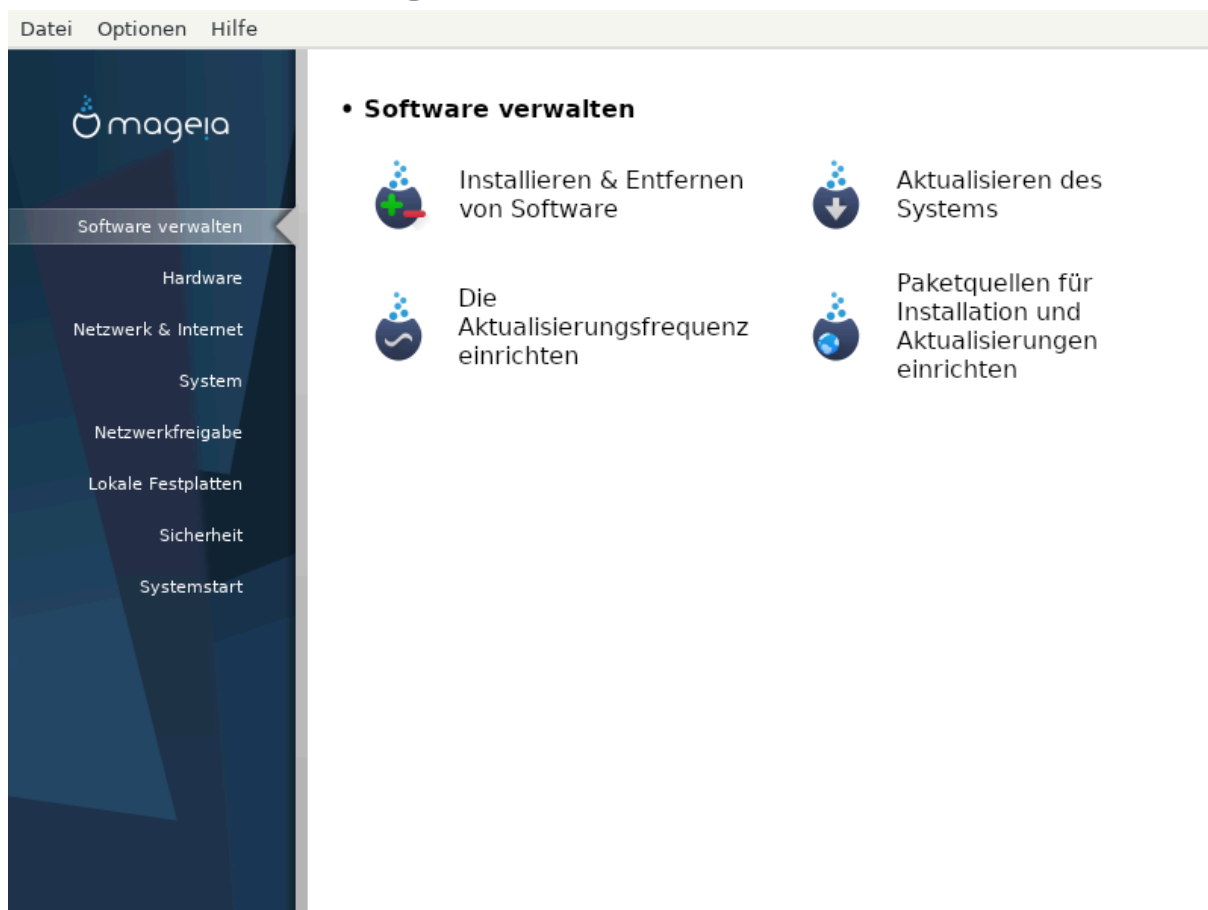 Datei Optionen Hilfe
mageia
Software verwalten
Hardware
Netzwerk & Internet
System
Netzwerkfreigabe
Lokale Festplatten
Sicherheit
Systemstart
• Software verwalten
Installieren & Entfernen
von Software
Aktualisieren des
Systems
Die
Aktualisierungsfrequenz
einrichten
Paketquellen für
Installation und
Aktualisierungen
einrichten